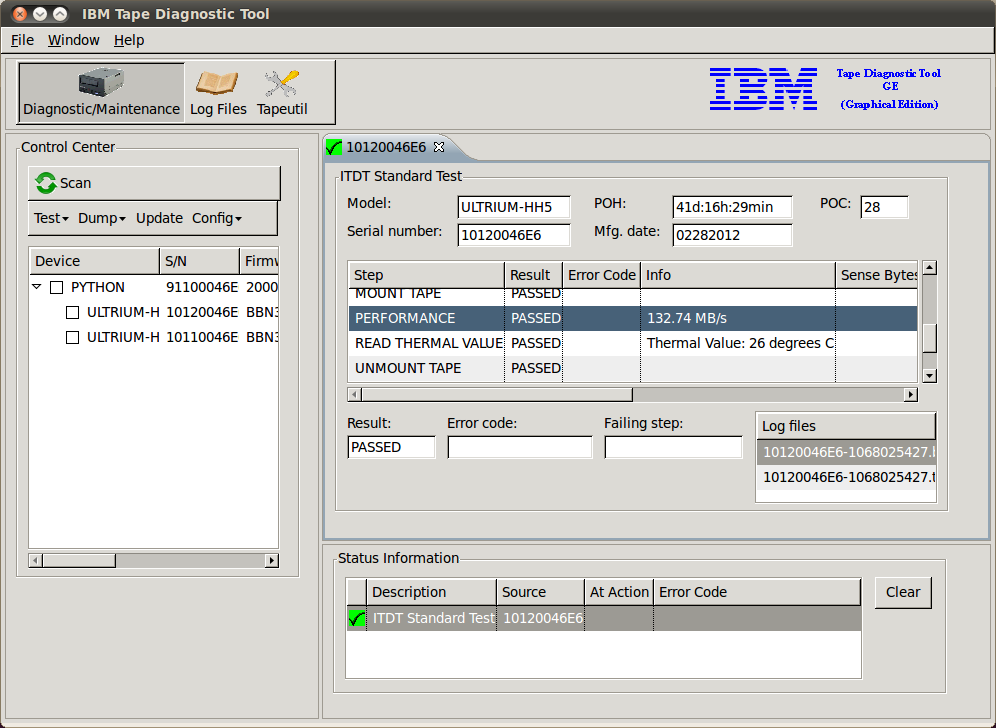 IBM Tape Diagnostic Tool
File Window Help
Diagnostic/Maintenance Log Files Tapeutil
IBM
Tape Diagnostic Tool
GE
(Graphical Edition)
Control Center
Scan
Test Dump Update Config
Device S/N Firmw
PYTHON 91100046E 2000
ULTRIUM-H 10120046E BBN3
ULTRIUM-H 10110046E BBN3
10120046E6
ITDT Standard Test
Model: ULTRIUM-HH5 POH: 41d:16h:29min POC: 28
Serial number: 10120046E6 Mfg. date: 02282012
Step Result Error Code Info Sense Bytes
MOUNT TAPE PASSED
PERFORMANCE PASSED 132.74 MB/s
READ THERMAL VALUE PASSED Thermal Value: 26 degrees C
UNMOUNT TAPE PASSED
Result: Error code: Failing step:
PASSED
Log files
10120046E6-1068025427.b
10120046E6-1068025427.t
Status Information
Description Source At Action Error Code
ITDT Standard Test 10120046E6
Clear